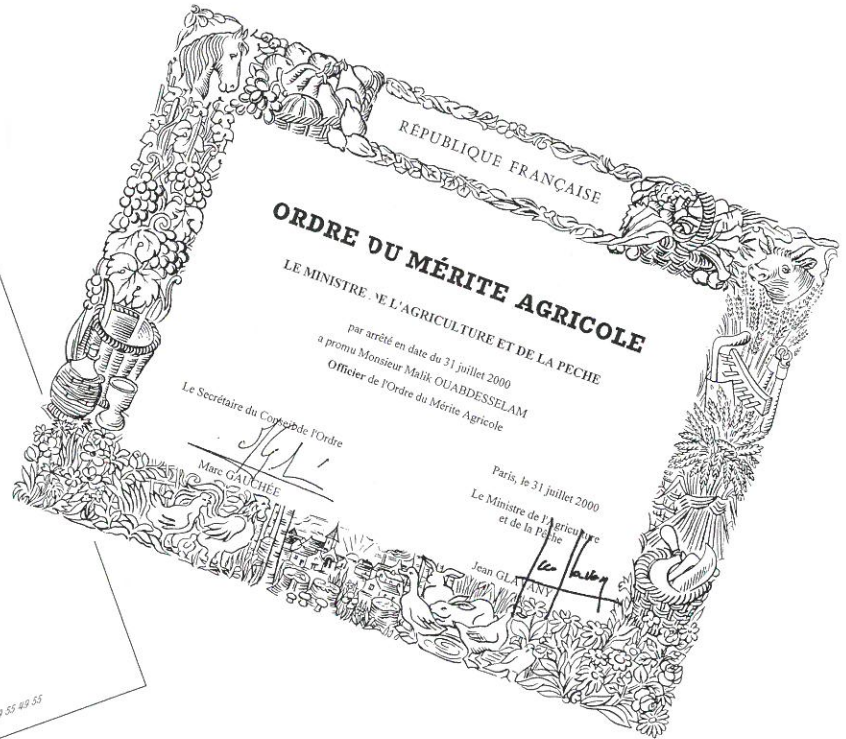 RÉPUBLIQUE FRANÇAISE
ORDRE DU MÉRITE AGRICOLE
LE MINISTRE DE L'AGRICULTURE ET DE LA PECHE
par arrêté en date du 31 juillet 2000
a promu Monsieur Malik OUABDESSELAM
Officier de l'Ordre du Mérite Agricole
Le Secrétaire du Conseil de l'Ordre
Marc GAUCHÉE
Paris, le 31 juillet 2000
Le Ministre de l'Agriculture
et de la Pêche
Jean GLAVANY
55 49 55